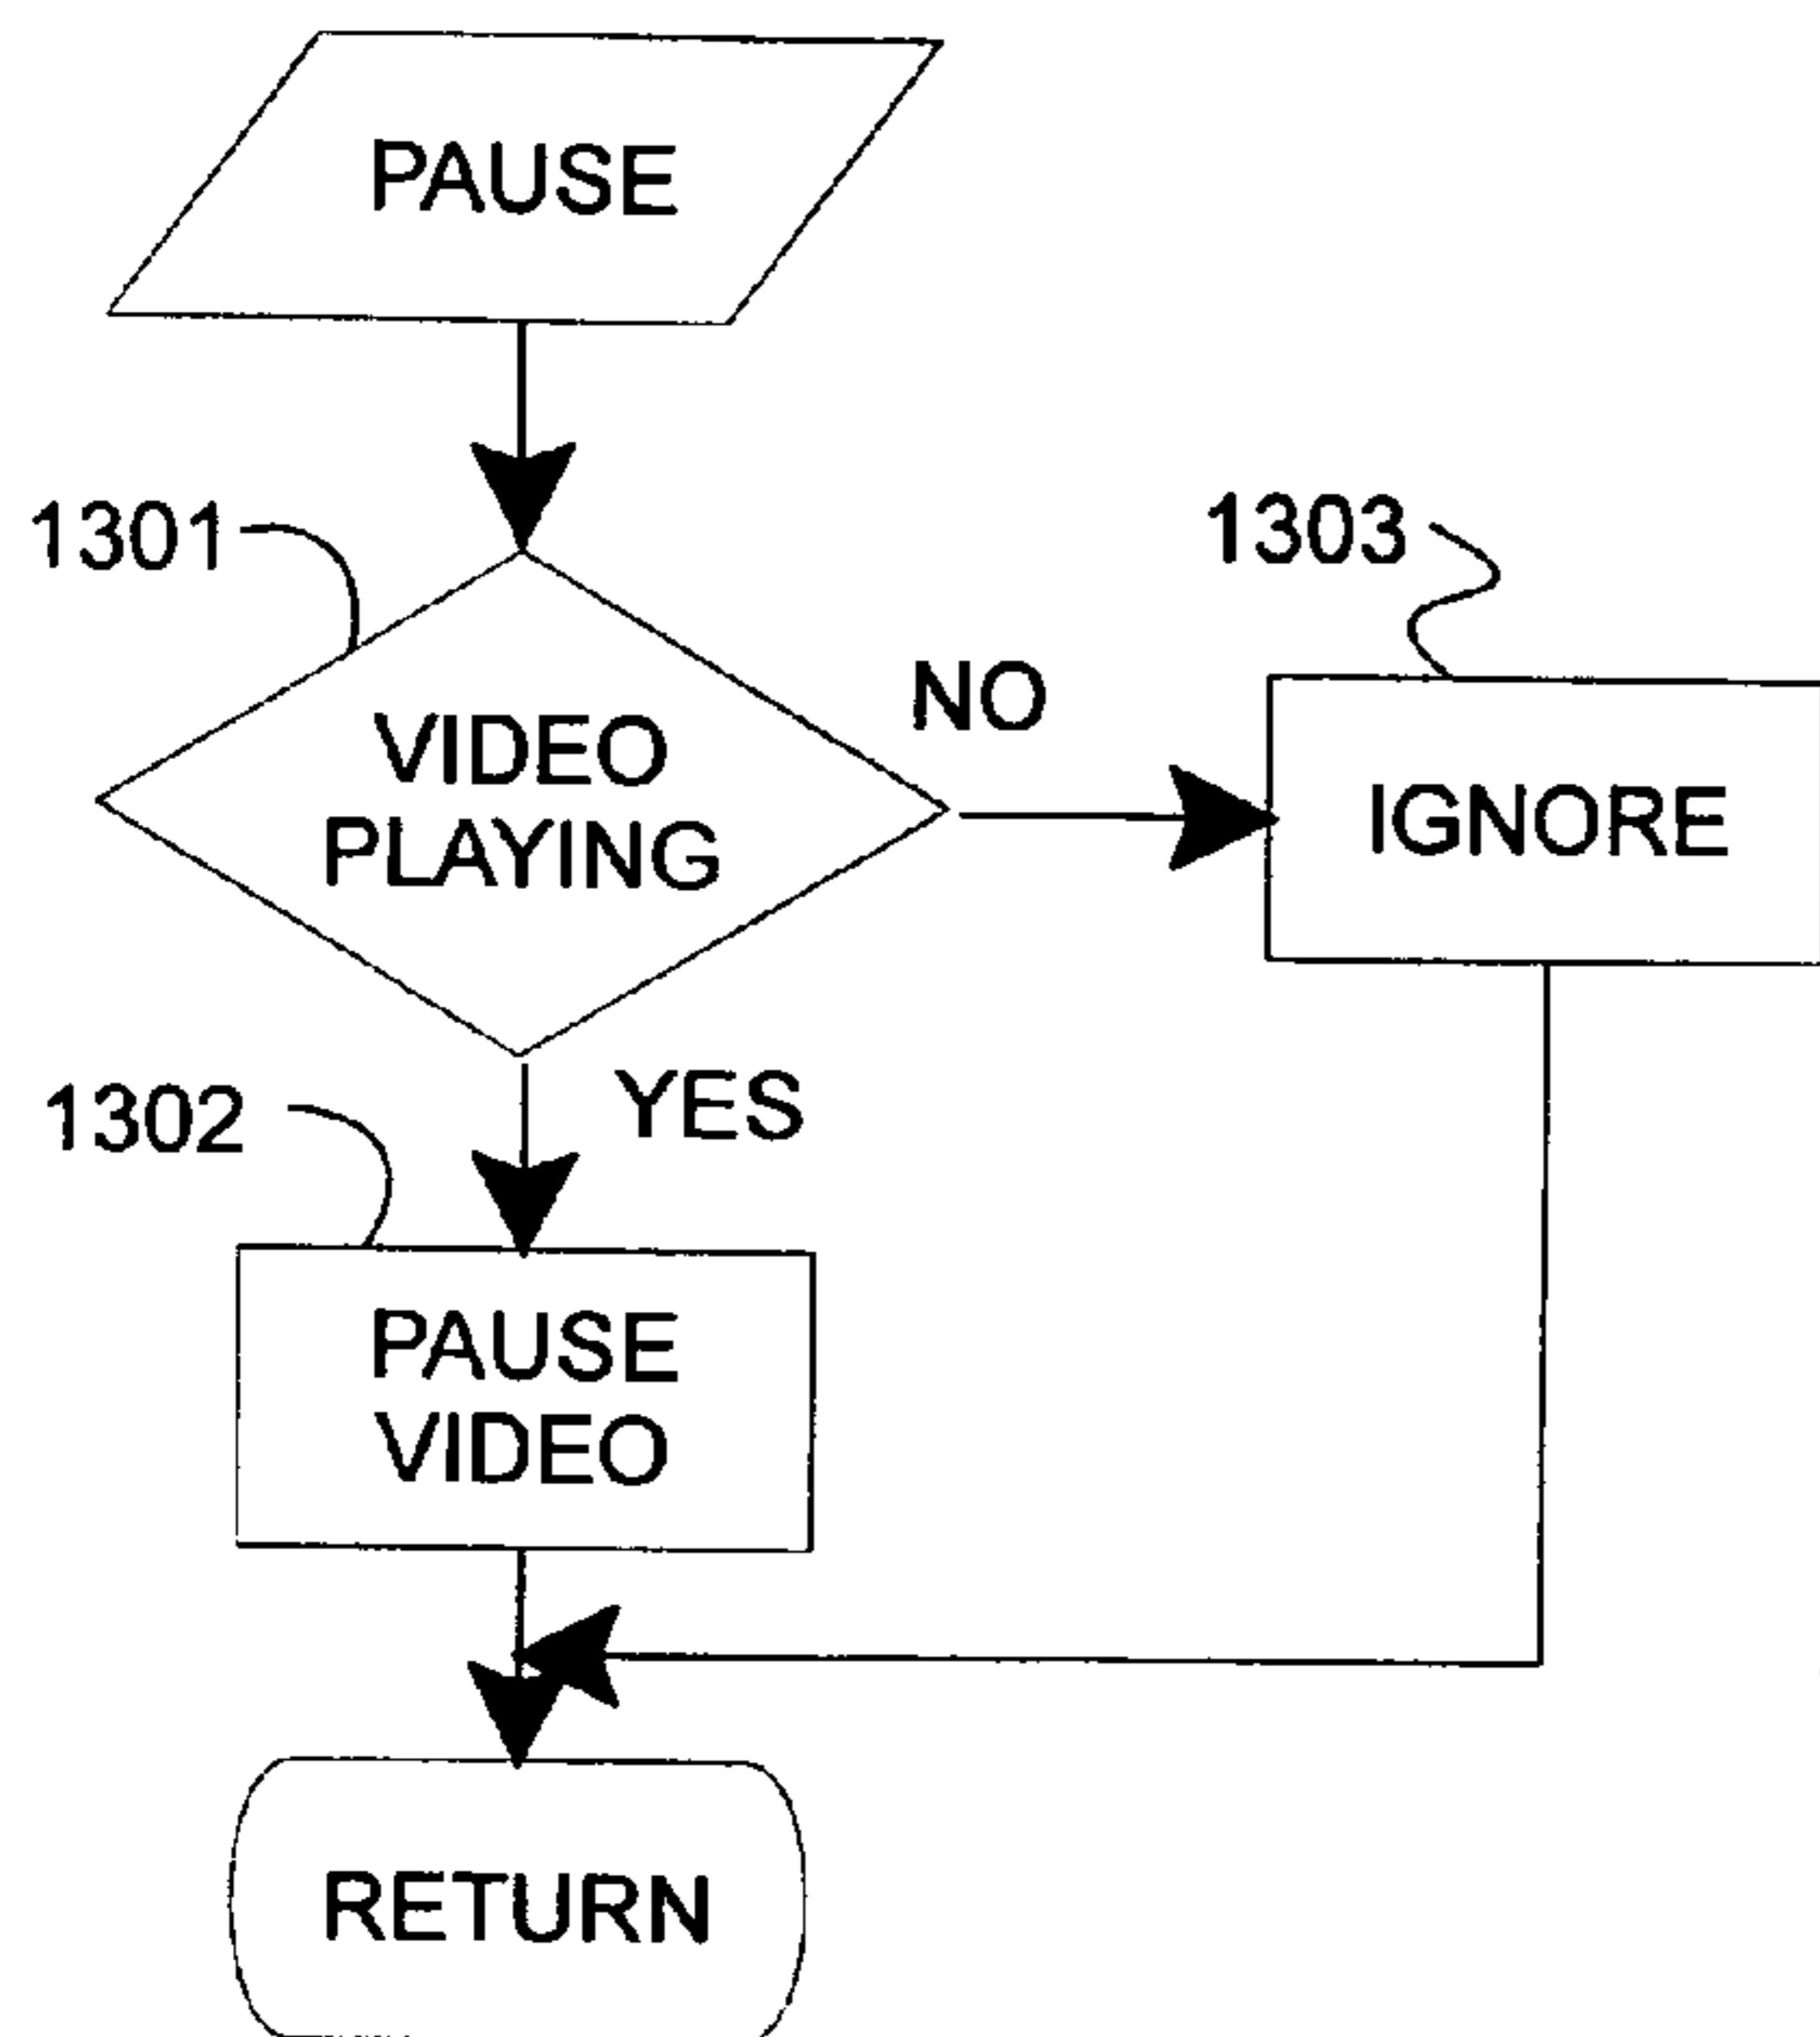 PAUSE
1301
1303
NO
VIDEO
PLAYING
IGNORE
1302
YES
PAUSE
VIDEO
RETURN